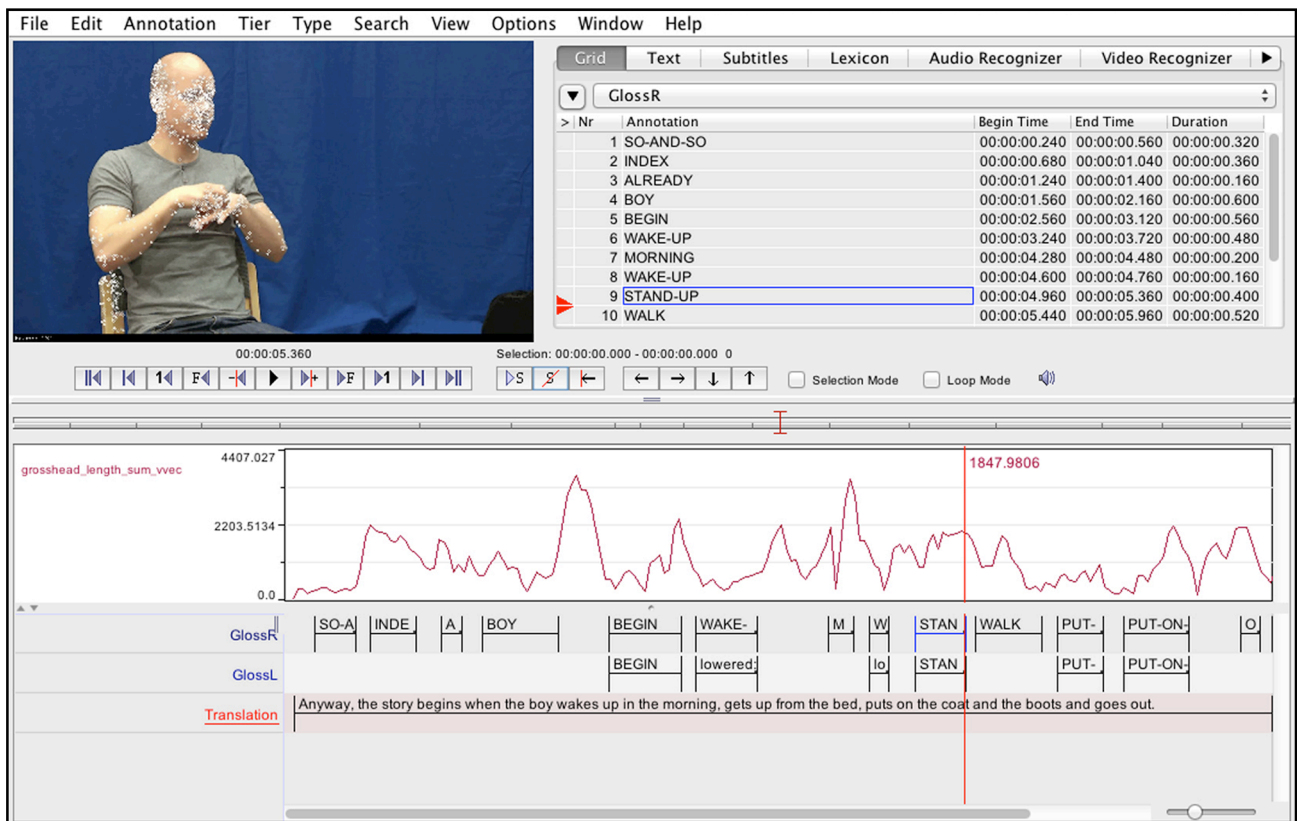 File Edit Annotation Tier Type Search View Options Window Help
Grid Text Subtitles Lexicon Audio Recognizer Video Recognizer
GlossR
> Nr Annotation Begin Time End Time Duration
1 SO-AND-SO 00:00:00.240 00:00:00.560 00:00:00.320
2 INDEX 00:00:00.680 00:00:01.040 00:00:00.360
3 ALREADY 00:00:01.240 00:00:01.400 00:00:00.160
4 BOY 00:00:01.560 00:00:02.160 00:00:00.600
5 BEGIN 00:00:02.560 00:00:03.120 00:00:00.560
6 WAKE-UP 00:00:03.240 00:00:03.720 00:00:00.480
7 MORNING 00:00:04.280 00:00:04.480 00:00:00.200
8 WAKE-UP 00:00:04.600 00:00:04.760 00:00:00.160
9 STAND-UP 00:00:04.960 00:00:05.360 00:00:00.400
10 WALK 00:00:05.440 00:00:05.960 00:00:00.520
00:00:05.360 Selection: 00:00:00.000 - 00:00:00.000 0
1 F - + F 1 S S Selection Mode Loop Mode
grosshead_length_sum_vvec 4407.027 1847.9806
2203.5134
0.0
GlossR SO-A INDE A BOY BEGIN WAKE- M W STAN WALK PUT- PUT-ON- O
GlossL BEGIN lowered; lo STAN PUT- PUT-ON-
Translation Anyway, the story begins when the boy wakes up in the morning, gets up from the bed, puts on the coat and the boots and goes out.